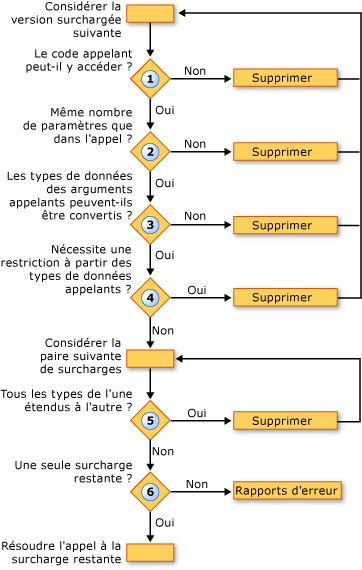 Considérer la
version surchargée
suivante
Le code appelant
peut-il y accéder ?
1
Non
Supprimer
Oui
Même nombre
de paramètres que
dans l'appel ?
2
Non
Supprimer
Oui
Les types de données
des arguments
appelants peuvent-ils
être convertis ?
3
Non
Supprimer
Oui
Nécessite une
restriction à partir des
types de données
appelants ?
4
Oui
Supprimer
Non
Considérer la
paire suivante
de surcharges
Tous les types de l'une
étendus à l'autre ?
5
Oui
Supprimer
Non
Une seule surcharge
restante ?
6
Non
Rapports d'erreur
Oui
Résoudre l'appel à la
surcharge restante